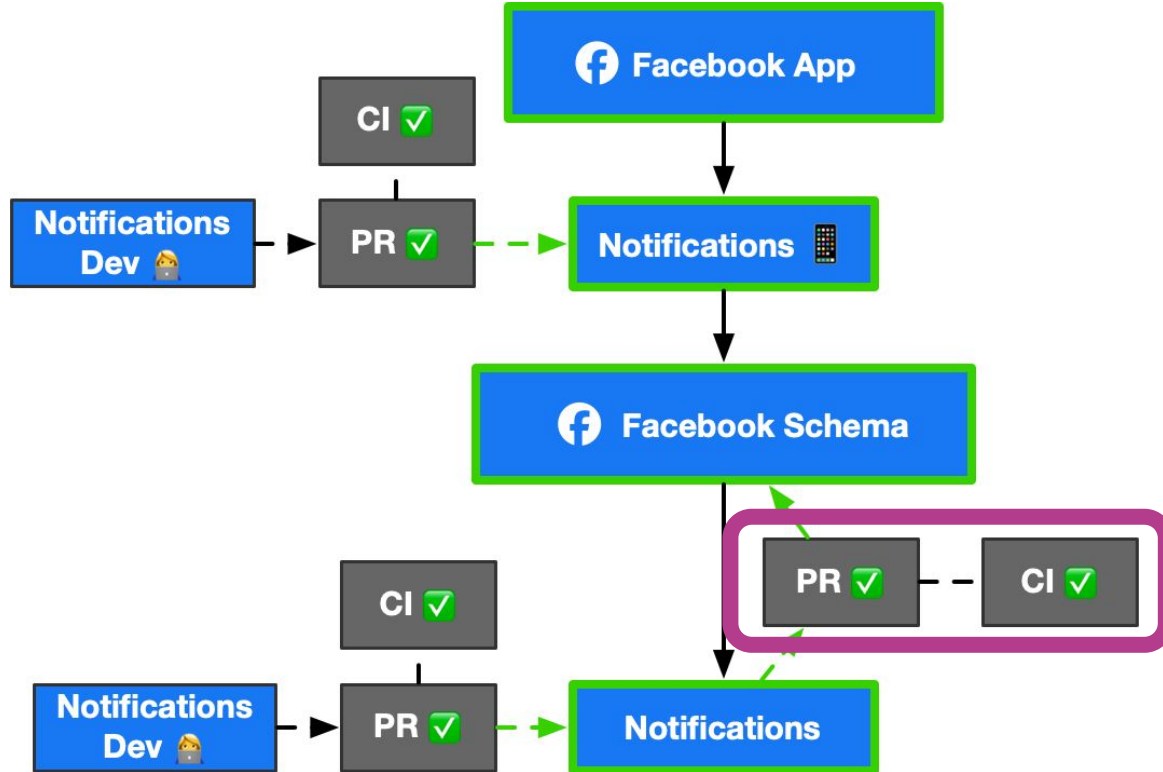 Facebook App
CI ✅
Notifications
Dev 👩‍💻
PR ✅
Notifications 📱
Facebook Schema
PR ✅
CI ✅
CI ✅
Notifications
Dev 👩‍💻
PR ✅
Notifications